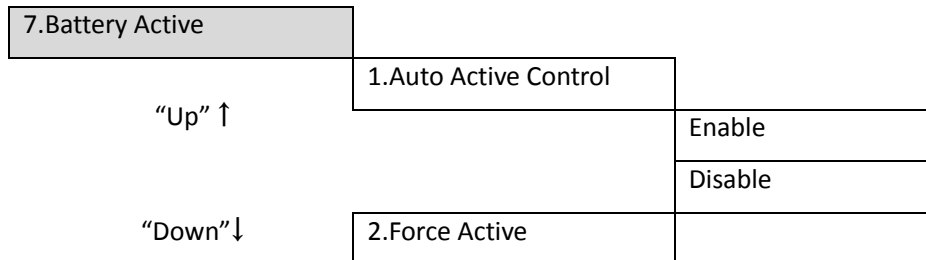 7.Battery Active
1.Auto Active Control
“Up” ↑
Enable
Disable
“Down”↓
2.Force Active